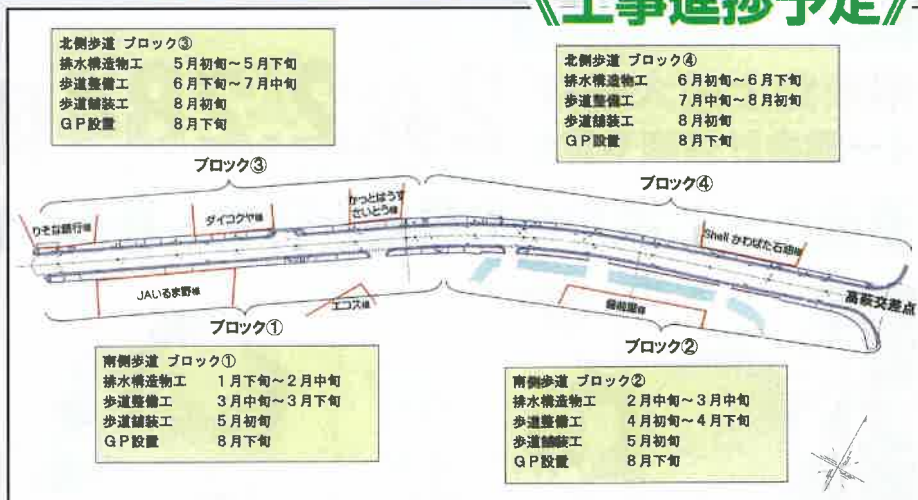 《工事進捗予定》
北側歩道 ブロック③
排水構造物工 5月初旬~5月下旬
歩道整備工 6月下旬~7月中旬
歩道舗装工 8月初旬
GP設置 8月下旬
北側歩道 ブロック④
排水構造物工 6月初旬~6月下旬
歩道整備工 7月中旬~8月初旬
歩道舗装工 8月初旬
GP設置 8月下旬
ブロック③
ブロック④
りそな銀行様
ダイコクヤ様
かっとはうす
さいとう様
Shell かわばた石油様
JAいるま野様
エコス様
高萩交差点
ブロック①
ブロック②
南側歩道 ブロック①
排水構造物工 1月下旬~2月中旬
歩道整備工 3月中旬~3月下旬
歩道舗装工 5月初旬
GP設置 8月下旬
南側歩道 ブロック②
排水構造物工 2月中旬~3月中旬
歩道整備工 4月初旬~4月下旬
歩道舗装工 5月初旬
GP設置 8月下旬